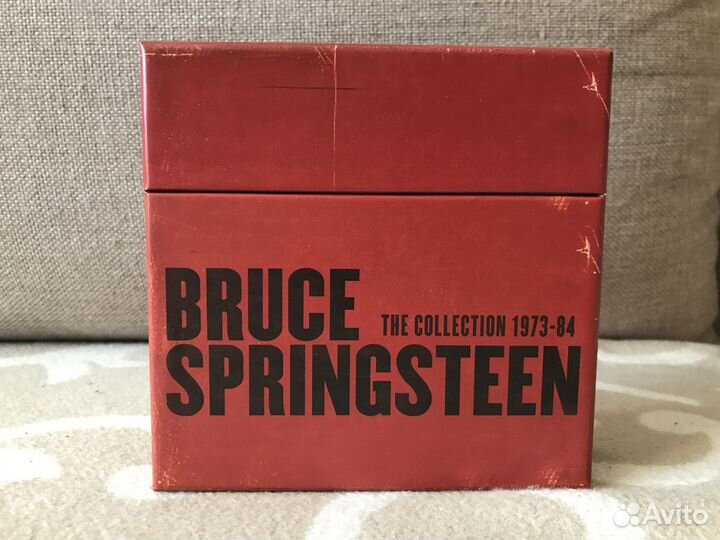 BRUCE
THE COLLECTION 1973-84
SPRINGSTEEN
Avito